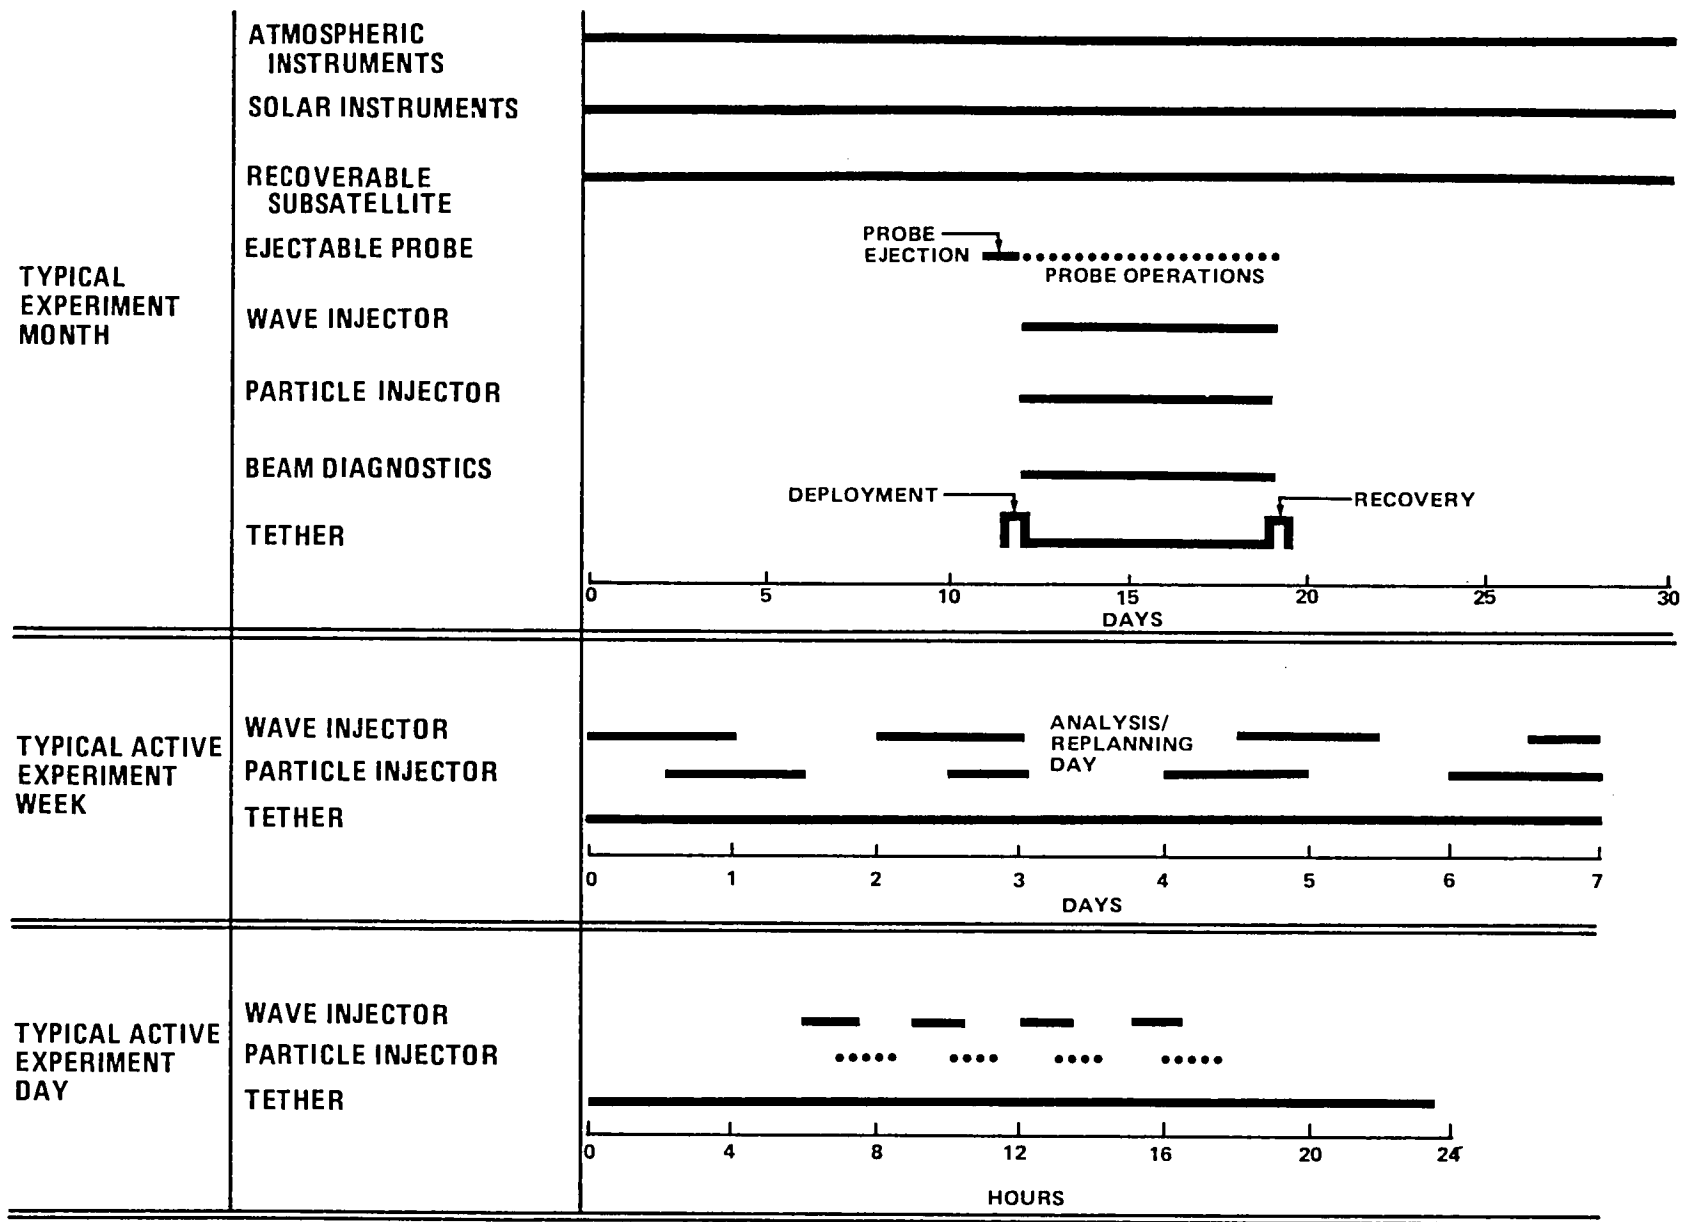 ATMOSPHERIC
INSTRUMENTS
SOLAR INSTRUMENTS
RECOVERABLE
SUBSATELLITE
EJECTABLE PROBE
PROBE
EJECTION
PROBE OPERATIONS
TYPICAL
EXPERIMENT
MONTH
WAVE INJECTOR
PARTICLE INJECTOR
BEAM DIAGNOSTICS
DEPLOYMENT
RECOVERY
TETHER
0 5 10 15 20 25 30
DAYS
TYPICAL ACTIVE
EXPERIMENT
WEEK
WAVE INJECTOR
ANALYSIS/
REPLANNING
DAY
PARTICLE INJECTOR
TETHER
0 1 2 3 4 5 6 7
DAYS
TYPICAL ACTIVE
EXPERIMENT
DAY
WAVE INJECTOR
PARTICLE INJECTOR
TETHER
0 4 8 12 16 20 24
HOURS